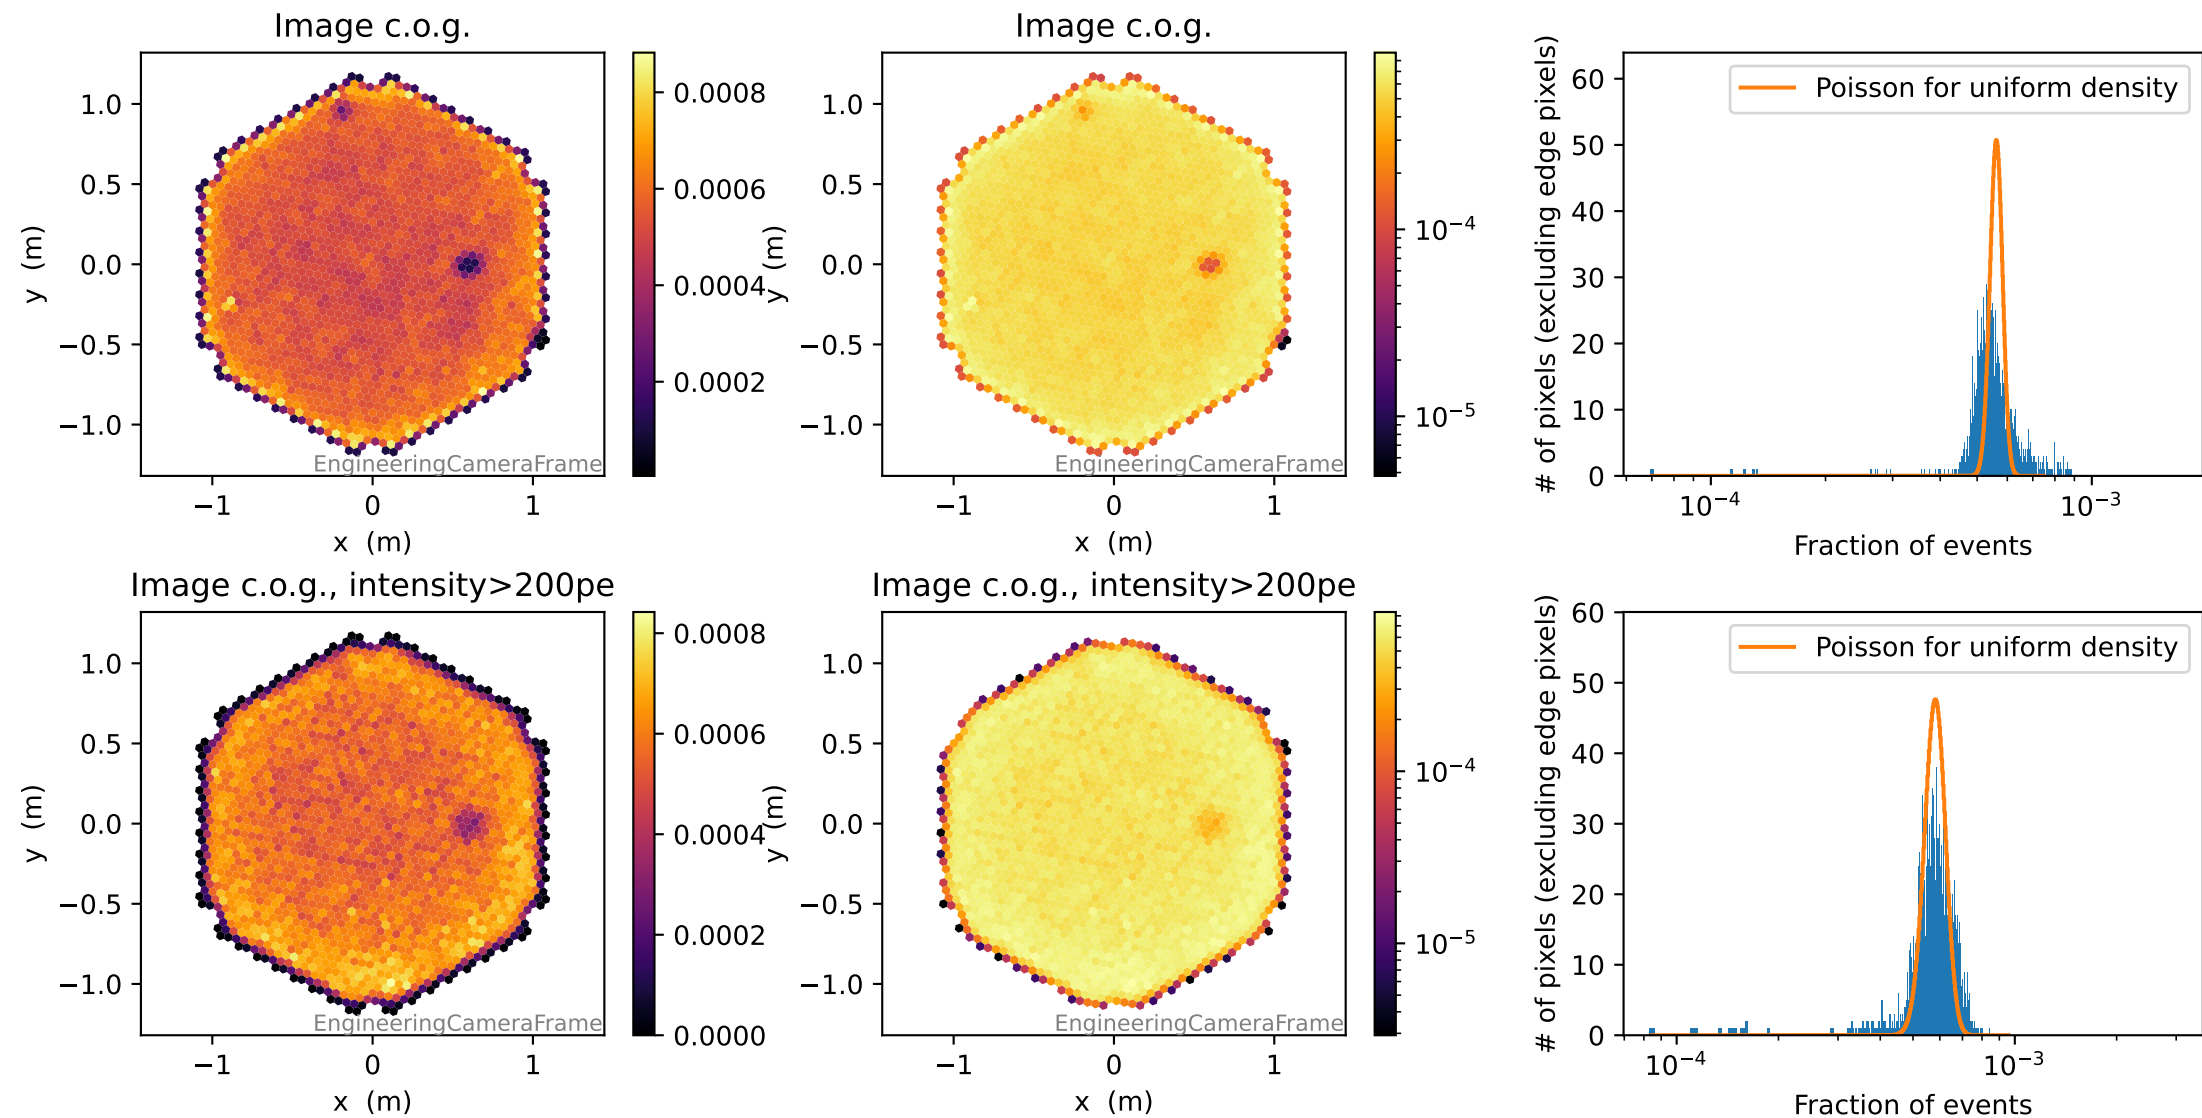 Image c.o.g.
1.0
0.5
0.0
−0.5
−1.0
y (m)
−1
0
1
x (m)
EngineeringCameraFrame
0.0008
0.0006
0.0004
0.0002
Image c.o.g.
1.0
0.5
0.0
−0.5
−1.0
y (m)
−1
0
1
x (m)
EngineeringCameraFrame
10⁻⁴
10⁻⁵
# of pixels (excluding edge pixels)
60
50
40
30
20
10
0
Poisson for uniform density
10⁻⁴
10⁻³
Fraction of events
Image c.o.g., intensity>200pe
1.0
0.5
0.0
−0.5
−1.0
y (m)
−1
0
1
x (m)
EngineeringCameraFrame
0.0008
0.0006
0.0004
0.0002
0.0000
Image c.o.g., intensity>200pe
1.0
0.5
0.0
−0.5
−1.0
y (m)
−1
0
1
x (m)
EngineeringCameraFrame
10⁻⁴
10⁻⁵
# of pixels (excluding edge pixels)
60
50
40
30
20
10
0
Poisson for uniform density
10⁻⁴
10⁻³
Fraction of events